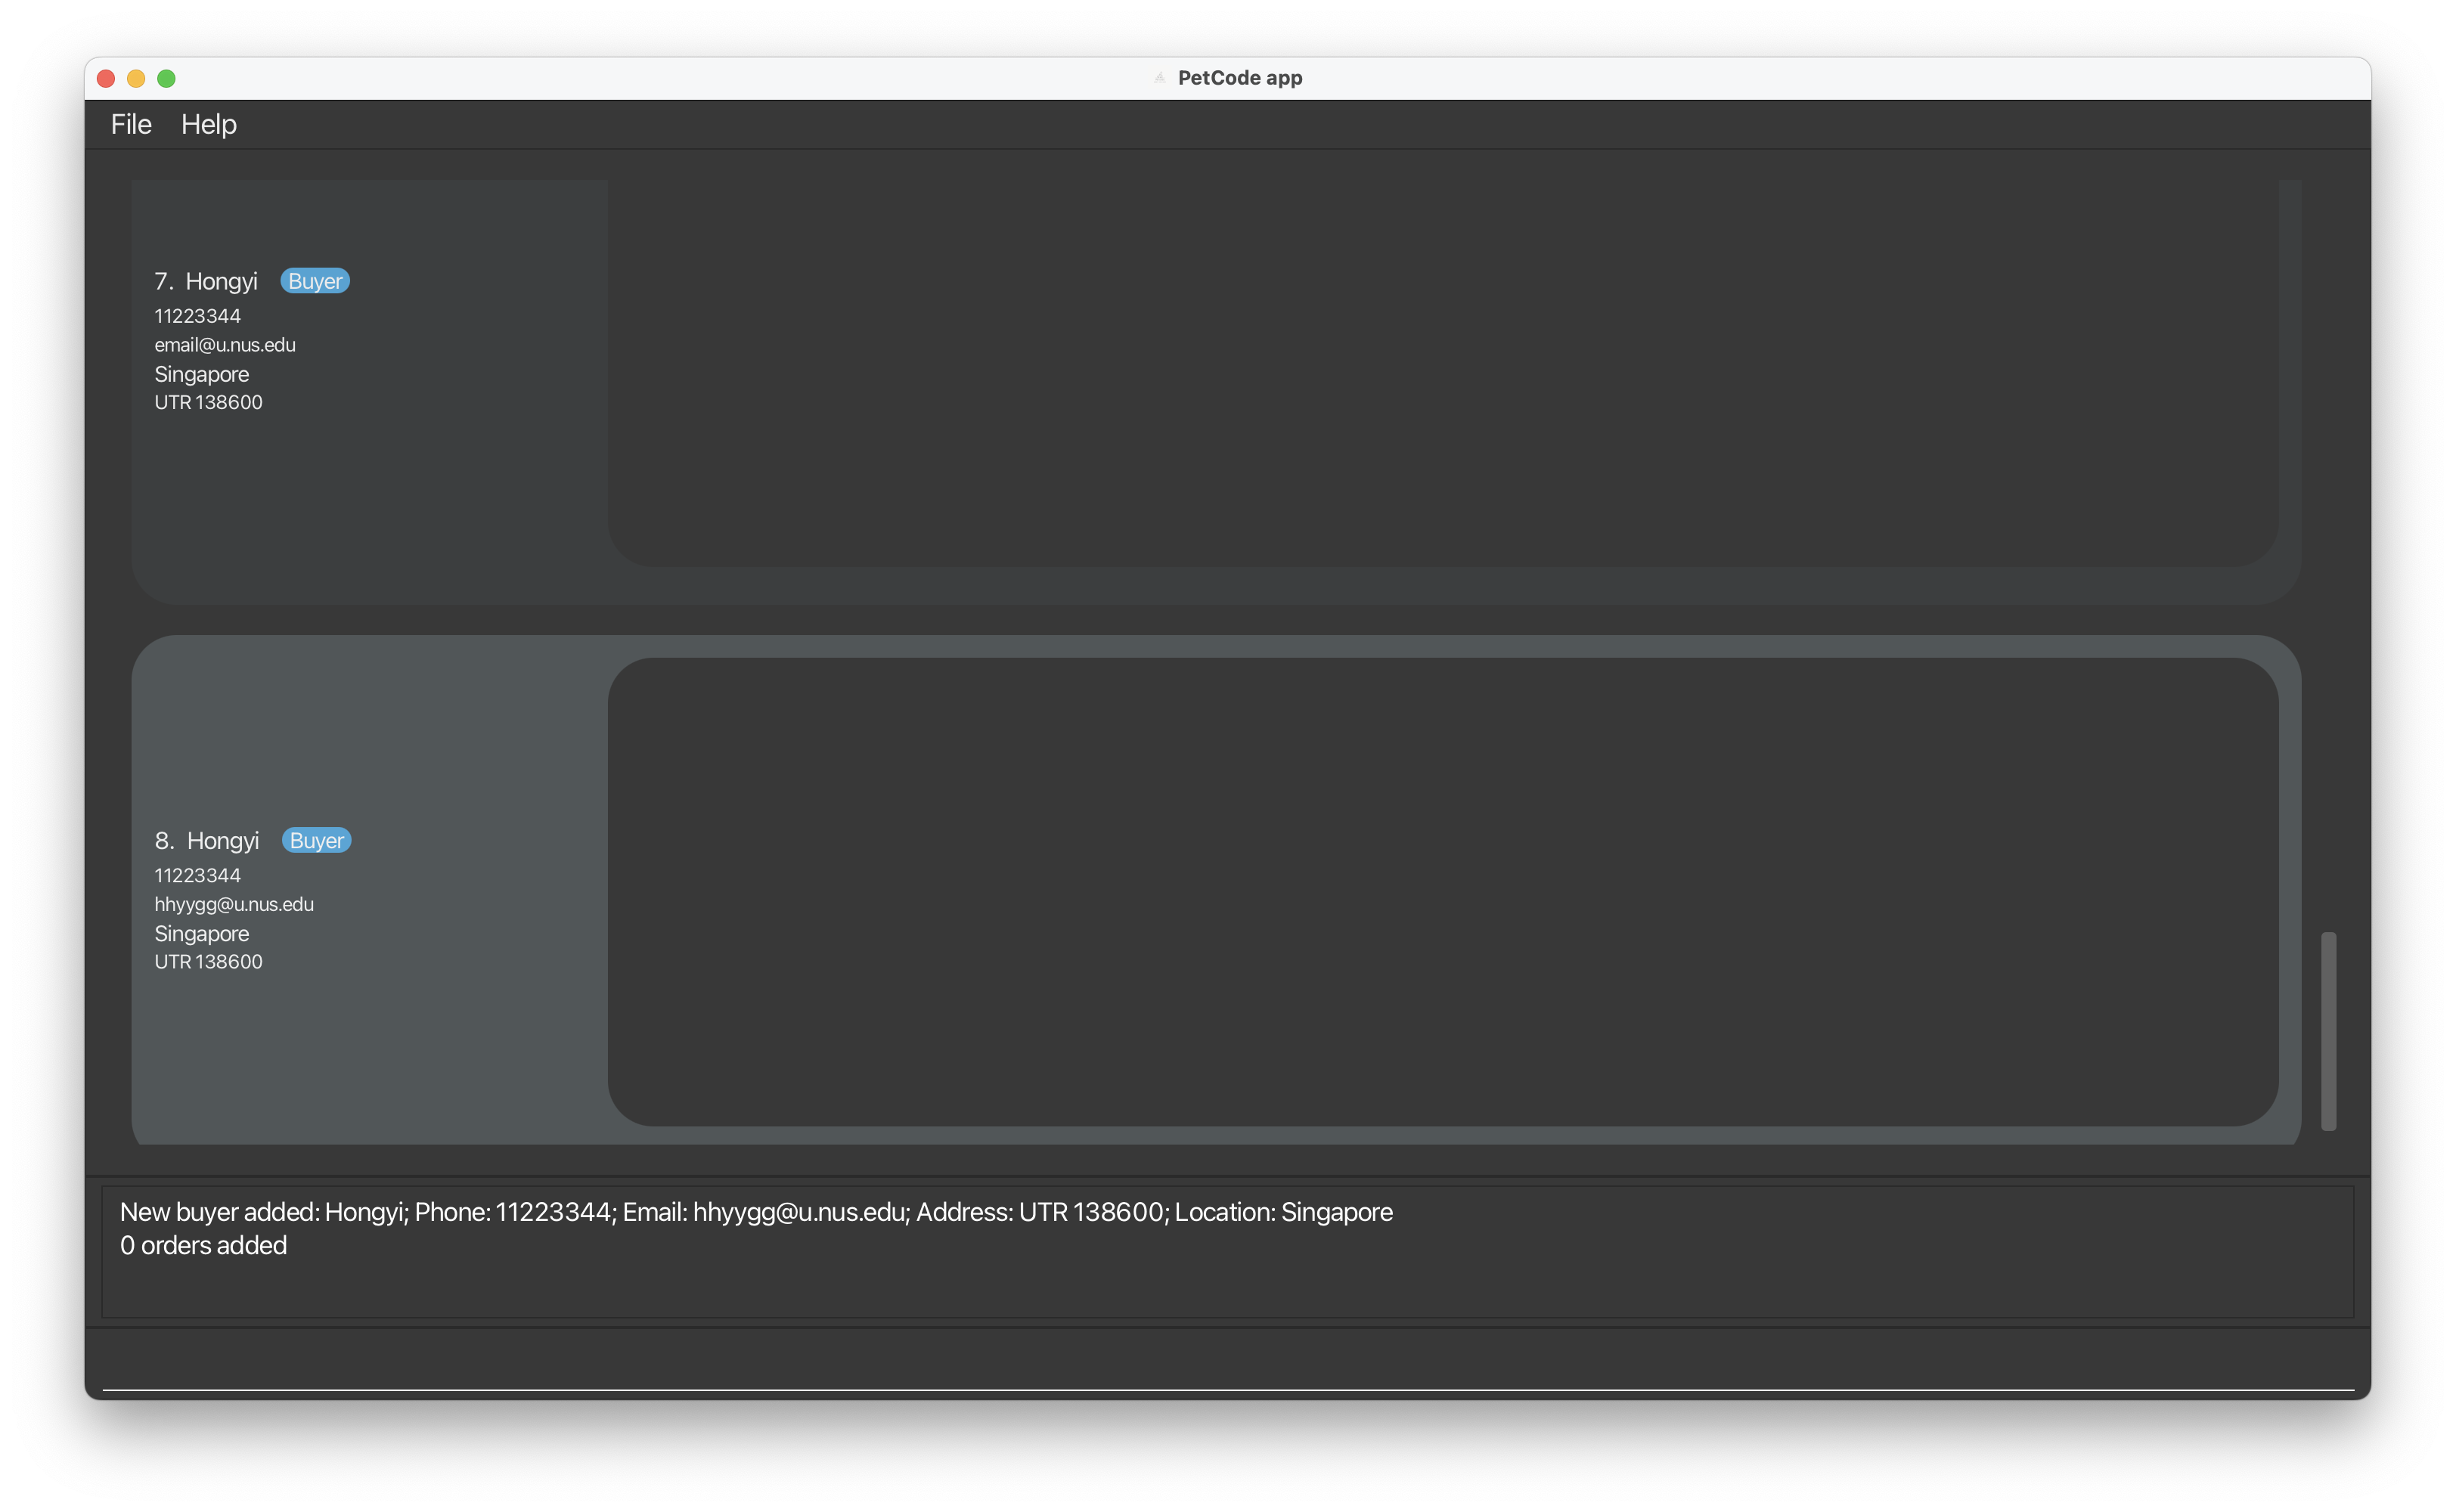 PetCode app
File Help
7. Hongyi Buyer
11223344
email@u.nus.edu
Singapore
UTR 138600
8. Hongyi Buyer
11223344
hhyygg@u.nus.edu
Singapore
UTR 138600
New buyer added: Hongyi; Phone: 11223344; Email: hhyygg@u.nus.edu; Address: UTR 138600; Location: Singapore
0 orders added